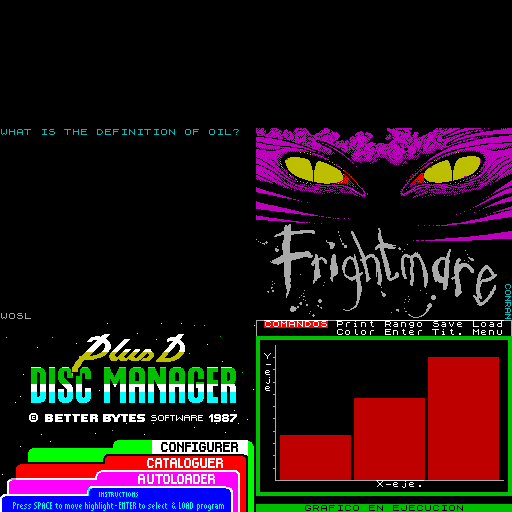 WHAT IS THE DEFINITION OF OIL?
WOSL
Frightmare
CONRAN
Plus D
DISC MANAGER
© BETTER BYTES SOFTWARE 1987
CONFIGURER
CATALOGUER
AUTOLOADER
INSTRUCTIONS
Press SPACE to move highlight - ENTER to select & LOAD program
COMANDOS Print Rango Save Load
Color Enter Tit. Menu
Y-eje
X-eje.
GRAFICO EN EJECUCION